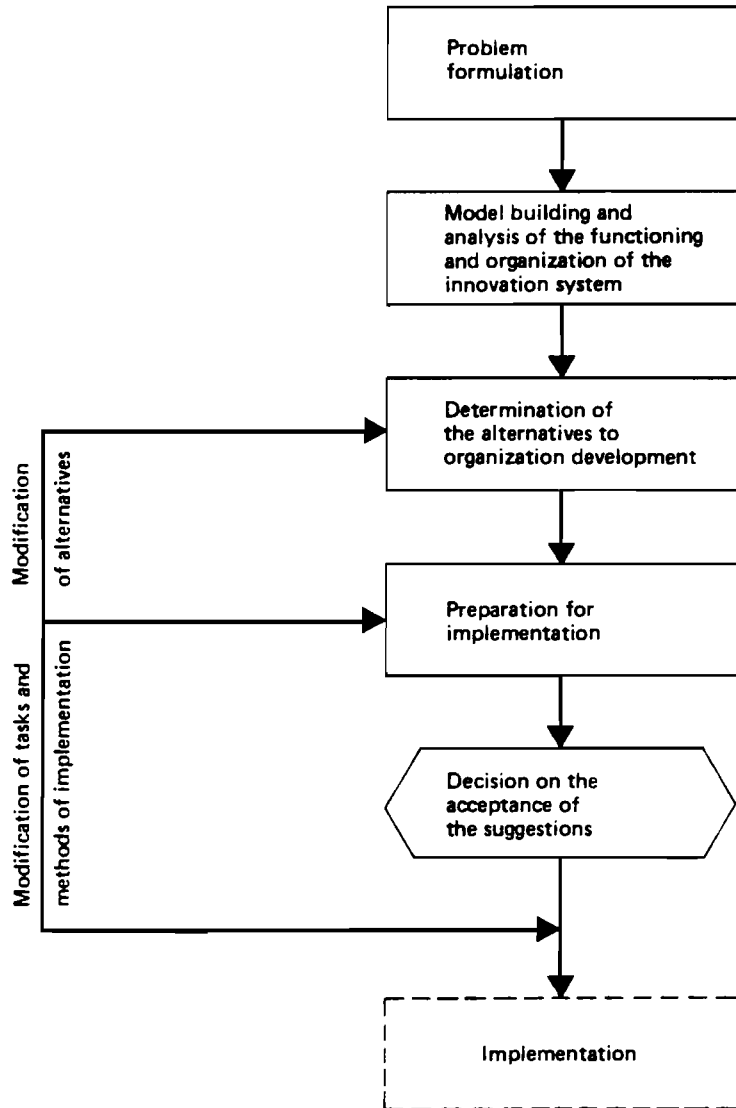 Problem
formulation
Model building and
analysis of the functioning
and organization of the
innovation system
Determination of
the alternatives to
organization development
Modification
of alternatives
Preparation for
implementation
Modification of tasks and
methods of implementation
Decision on the
acceptance of
the suggestions
Implementation